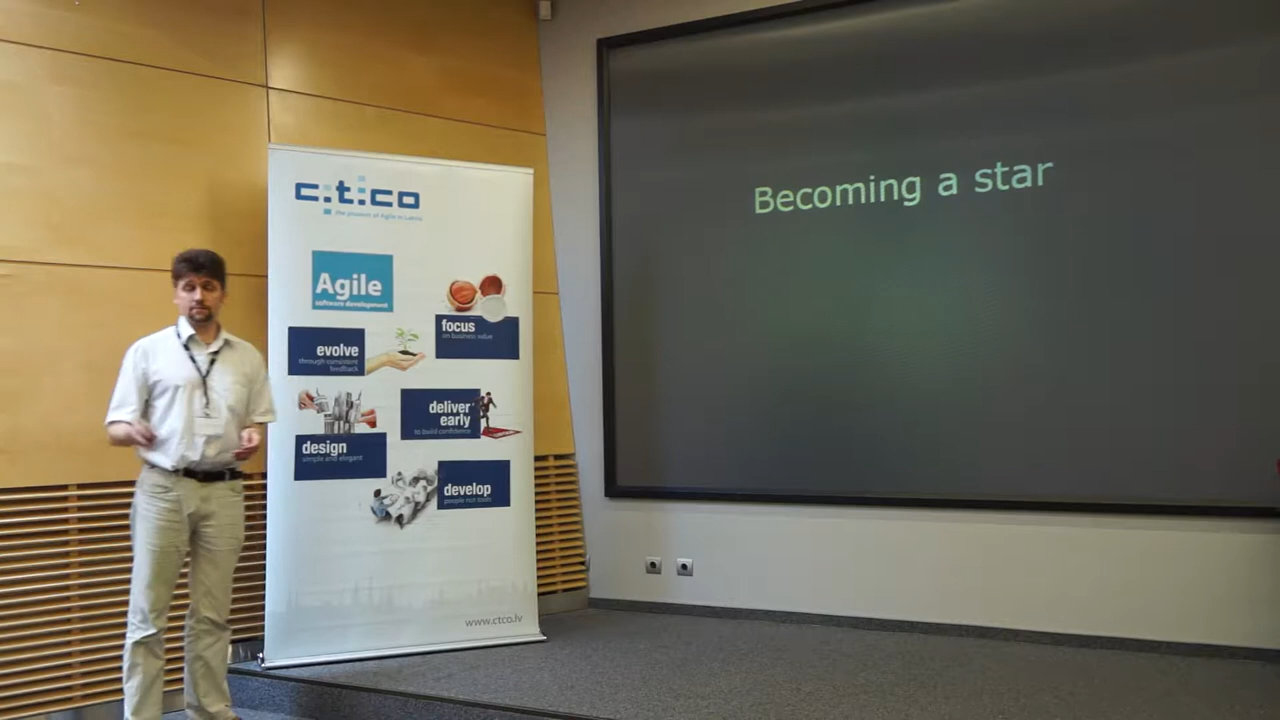 c.t.co
the pioneers of Agile in Latvia
Agile
software development
focus
on business value
evolve
through consistent
feedback
deliver
early
to build confidence
design
simple and elegant
develop
people not tools
www.ctco.lv
Becoming a star